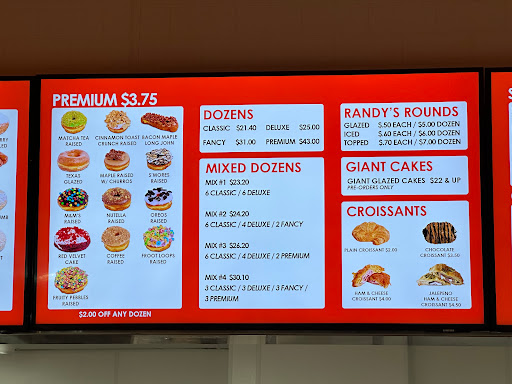 PREMIUM $3.75
MATCHA TEA
RAISED
CINNAMON TOAST
CRUNCH RAISED
BACON MAPLE
LONG JOHN
TEXAS
GLAZED
MAPLE RAISED
W/ CHURROS
S'MORES
RAISED
M&M'S
RAISED
NUTELLA
RAISED
OREOS
RAISED
RED VELVET
CAKE
COFFEE
RAISED
FROOT LOOPS
RAISED
FRUITY PEBBLES
RAISED
$2.00 OFF ANY DOZEN
DOZENS
CLASSIC $21.40 DELUXE $25.00
FANCY $31.00 PREMIUM $43.00
MIXED DOZENS
MIX #1 $23.20
6 CLASSIC / 6 DELUXE
MIX #2 $24.20
6 CLASSIC / 4 DELUXE / 2 FANCY
MIX #3 $26.20
6 CLASSIC / 4 DELUXE / 2 PREMIUM
MIX #4 $30.10
3 CLASSIC / 3 DELUXE / 3 FANCY /
3 PREMIUM
RANDY'S ROUNDS
GLAZED $.50 EACH / $5.00 DOZEN
ICED $.60 EACH / $6.00 DOZEN
TOPPED $.70 EACH / $7.00 DOZEN
GIANT CAKES
GIANT GLAZED CAKES $22 & UP
PRE-ORDERS ONLY
CROISSANTS
PLAIN CROISSANT $2.00
CHOCOLATE
CROISSANT $3.50
HAM & CHEESE
CROISSANT $4.00
JALEPENO
HAM & CHEESE
CROISSANT $4.50